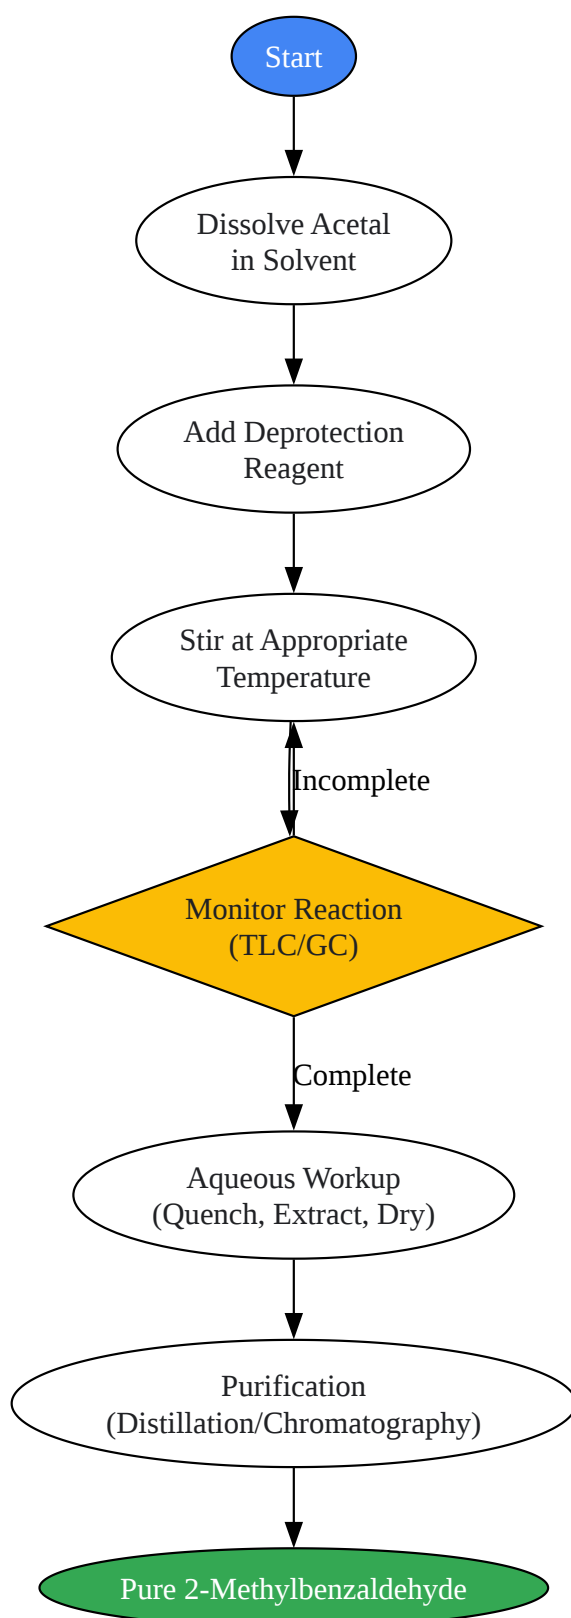 Start
Dissolve Acetal
in Solvent
Add Deprotection
Reagent
Stir at Appropriate
Temperature
Incomplete
Monitor Reaction
(TLC/GC)
Complete
Aqueous Workup
(Quench, Extract, Dry)
Purification
(Distillation/Chromatography)
Pure 2-Methylbenzaldehyde